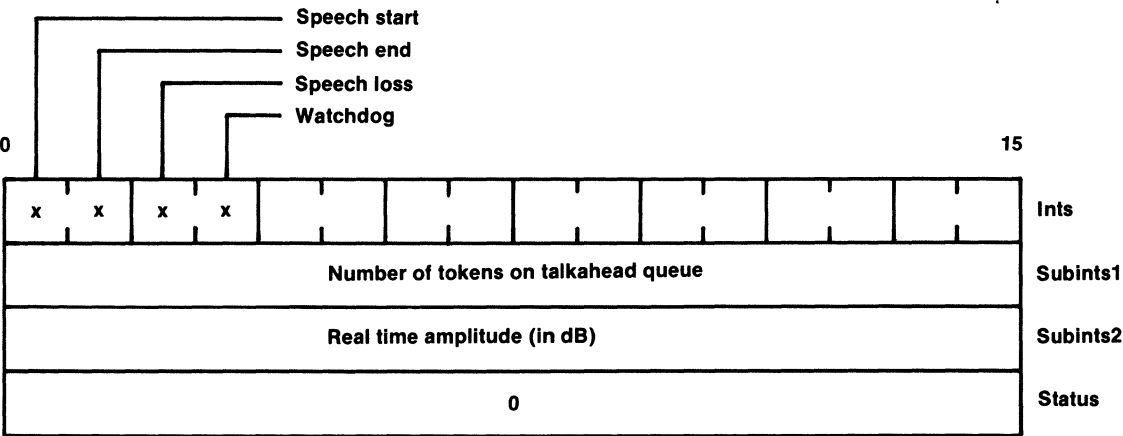 Speech start
Speech end
Speech loss
Watchdog
0 15
x x x x Ints
Number of tokens on talkahead queue Subints1
Real time amplitude (in dB) Subints2
0 Status